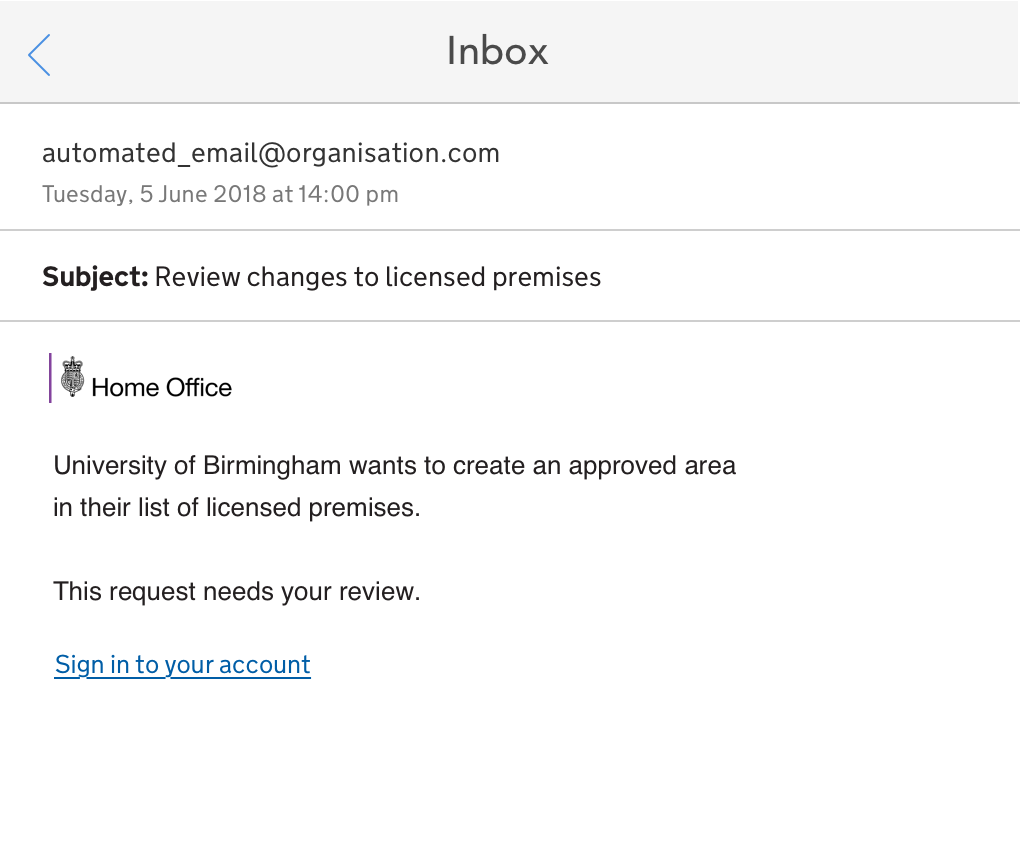 Inbox
automated_email@organisation.com
Tuesday, 5 June 2018 at 14:00 pm
Subject: Review changes to licensed premises
Home Office
University of Birmingham wants to create an approved area
in their list of licensed premises.
This request needs your review.
Sign in to your account